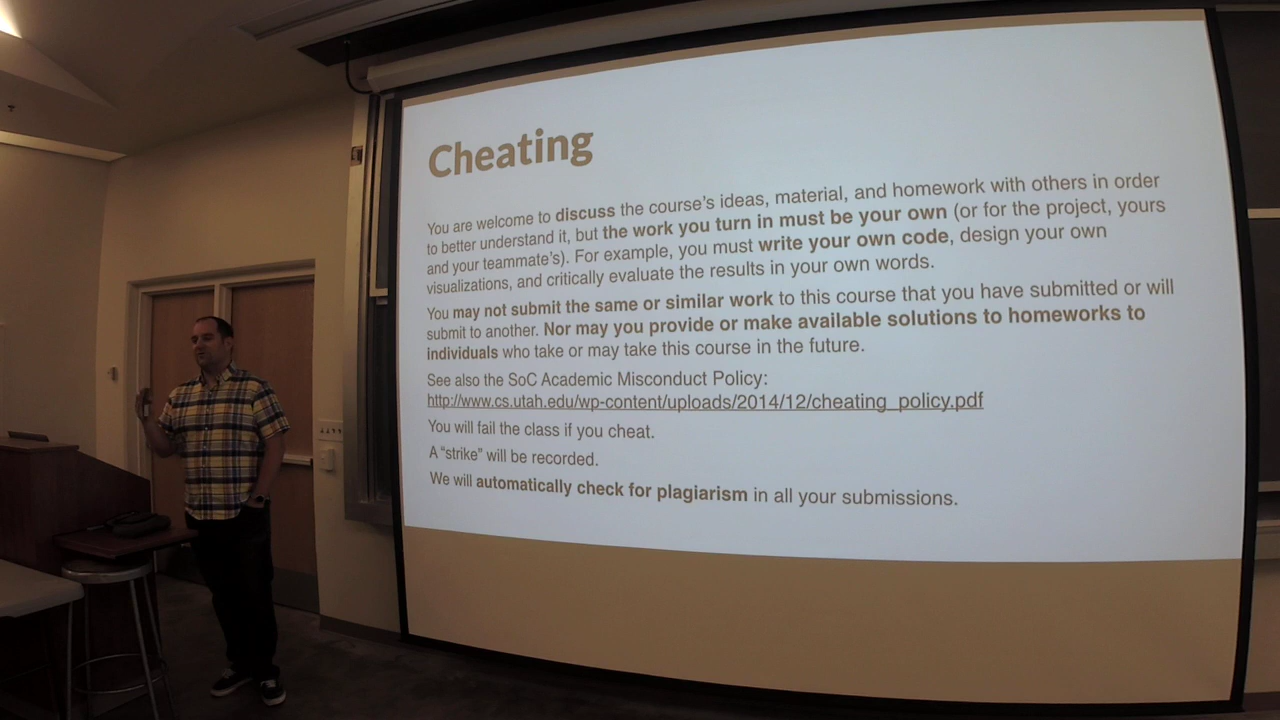 Cheating
You are welcome to discuss the course's ideas, material, and homework with others in order
to better understand it, but the work you turn in must be your own (or for the project, yours
and your teammate's). For example, you must write your own code, design your own
visualizations, and critically evaluate the results in your own words.
You may not submit the same or similar work to this course that you have submitted or will
submit to another. Nor may you provide or make available solutions to homeworks to
individuals who take or may take this course in the future.
See also the SoC Academic Misconduct Policy:
http://www.cs.utah.edu/wp-content/uploads/2014/12/cheating_policy.pdf
You will fail the class if you cheat.
A “strike” will be recorded.
We will automatically check for plagiarism in all your submissions.